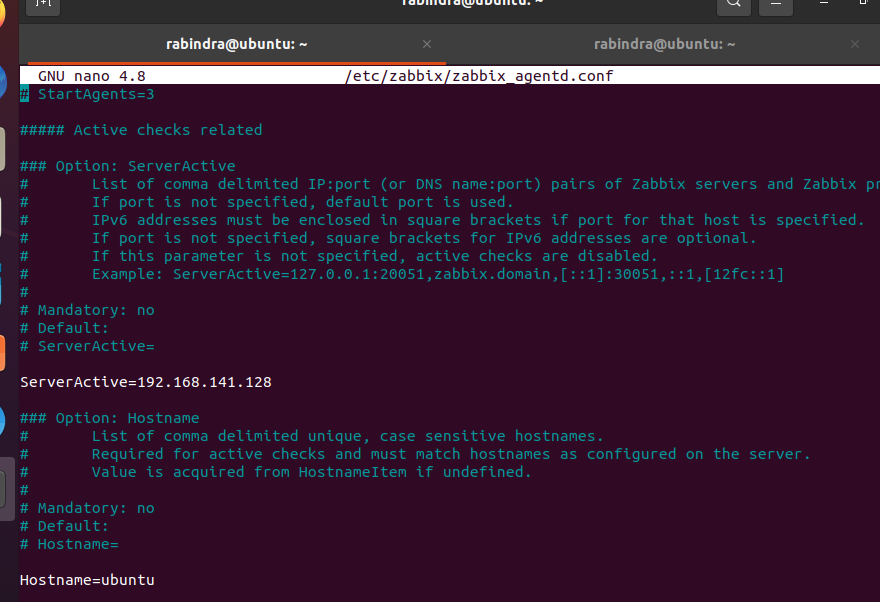 rabindra@ubuntu: ~
rabindra@ubuntu: ~ ×
rabindra@ubuntu: ~ ×
GNU nano 4.8 /etc/zabbix/zabbix_agentd.conf
# StartAgents=3
##### Active checks related
### Option: ServerActive
# List of comma delimited IP:port (or DNS name:port) pairs of Zabbix servers and Zabbix pr
# If port is not specified, default port is used.
# IPv6 addresses must be enclosed in square brackets if port for that host is specified.
# If port is not specified, square brackets for IPv6 addresses are optional.
# If this parameter is not specified, active checks are disabled.
# Example: ServerActive=127.0.0.1:20051,zabbix.domain,[::1]:30051,::1,[12fc::1]
#
# Mandatory: no
# Default:
# ServerActive=
ServerActive=192.168.141.128
### Option: Hostname
# List of comma delimited unique, case sensitive hostnames.
# Required for active checks and must match hostnames as configured on the server.
# Value is acquired from HostnameItem if undefined.
#
# Mandatory: no
# Default:
# Hostname=
Hostname=ubuntu